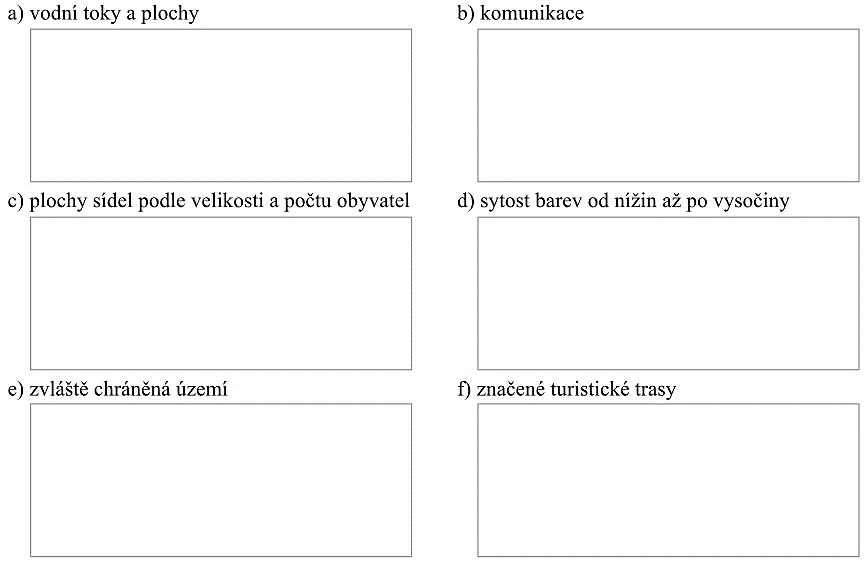 a) vodní toky a plochy
b) komunikace
c) plochy sídel podle velikosti a počtu obyvatel
d) sytost barev od nížin až po vysočiny
e) zvláště chráněná území
f) značené turistické trasy